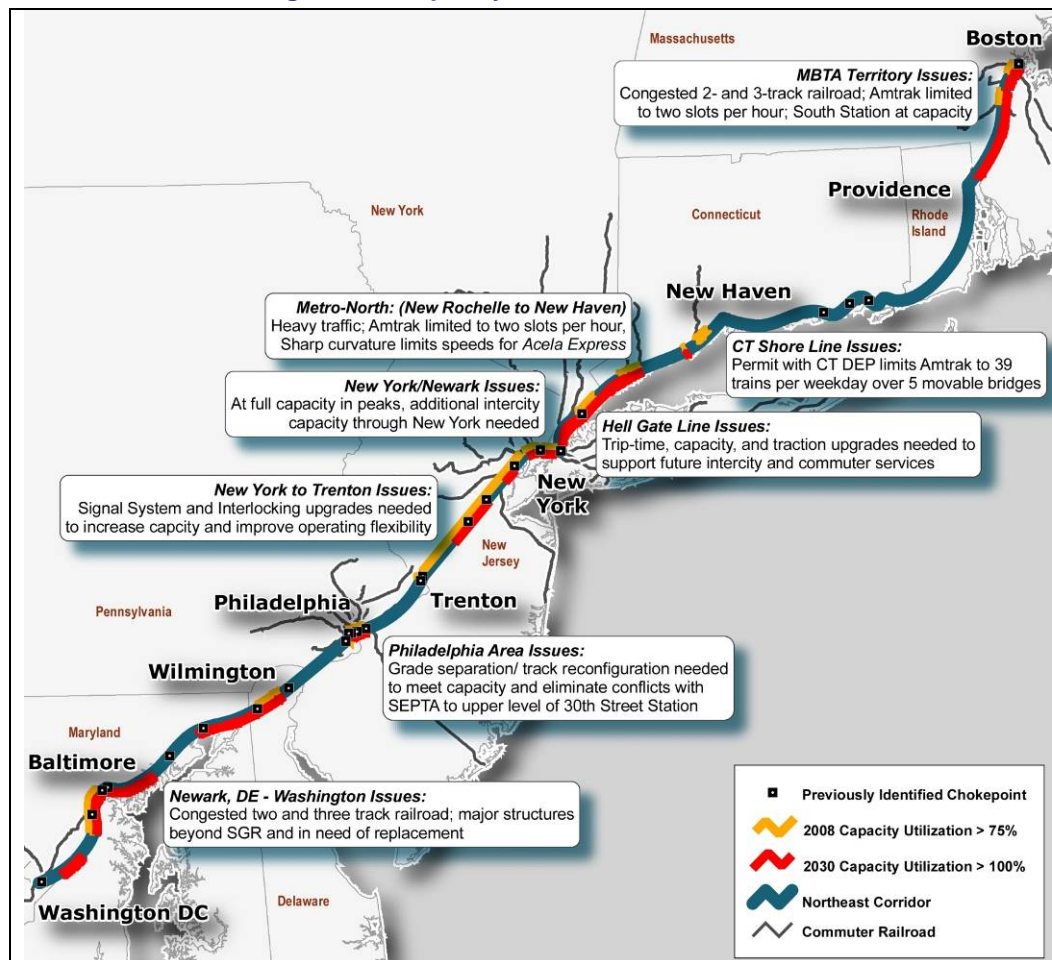 Massachusetts
Boston
MBTA Territory Issues:
Congested 2- and 3-track railroad; Amtrak limited
to two slots per hour; South Station at capacity
Providence
New York
Connecticut
Rhode
Island
New Haven
Metro-North: (New Rochelle to New Haven)
Heavy traffic; Amtrak limited to two slots per hour,
Sharp curvature limits speeds for Acela Express
CT Shore Line Issues:
Permit with CT DEP limits Amtrak to 39
trains per weekday over 5 movable bridges
New York/Newark Issues:
At full capacity in peaks, additional intercity
capacity through New York needed
Hell Gate Line Issues:
Trip-time, capacity, and traction upgrades needed to
support future intercity and commuter services
New York to Trenton Issues:
Signal System and Interlocking upgrades needed
to increase capcity and improve operating flexibility
New
York
New
Jersey
Pennsylvania
Philadelphia
Trenton
Philadelphia Area Issues:
Grade separation/ track reconfiguration needed
to meet capacity and eliminate conflicts with
SEPTA to upper level of 30th Street Station
Wilmington
Maryland
Baltimore
Newark, DE - Washington Issues:
Congested two and three track railroad; major structures
beyond SGR and in need of replacement
Washington DC
Delaware
Previously Identified Chokepoint
2008 Capacity Utilization > 75%
2030 Capacity Utilization > 100%
Northeast Corridor
Commuter Railroad